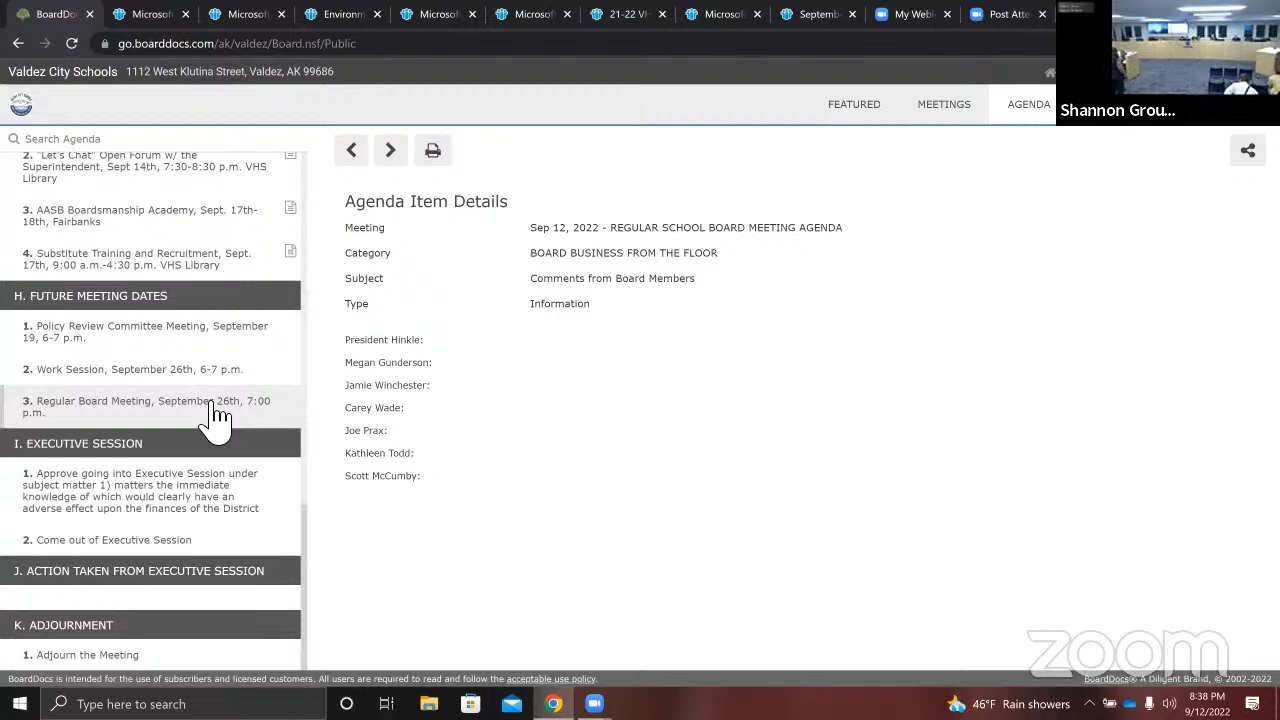 BoardDocs
Microsoft
Microsoft
Environ
Microsoft
Microsoft
Microsoft
Septemb
My Web
Post Atte
go.boarddocs.com/ak/valdez/Board.nsf/Public
Valdez City Schools 1112 West Klutina Street, Valdez, AK 99686
FEATURED MEETINGS AGENDA
Shannon Grou...
Search Agenda
2. "Let's Chat" Open Forum w/ the
Superintendent, Sept 14th, 7:30-8:30 p.m. VHS
Library
3. AASB Boardsmanship Academy, Sept. 17th-
18th, Fairbanks
4. Substitute Training and Recruitment, Sept.
17th, 9:00 a.m.-4:30 p.m. VHS Library
H. FUTURE MEETING DATES
1. Policy Review Committee Meeting, September
19, 6-7 p.m.
2. Work Session, September 26th, 6-7 p.m.
3. Regular Board Meeting, September 26th, 7:00
p.m.
I. EXECUTIVE SESSION
1. Approve going into Executive Session under
subject matter 1) matters the immediate
knowledge of which would clearly have an
adverse effect upon the finances of the District
2. Come out of Executive Session
J. ACTION TAKEN FROM EXECUTIVE SESSION
K. ADJOURNMENT
1. Adjourn the Meeting
Agenda Item Details
Meeting Sep 12, 2022 - REGULAR SCHOOL BOARD MEETING AGENDA
Category BOARD BUSINESS FROM THE FLOOR
Subject Comments from Board Members
Type Information
President Hinkle:
Megan Gunderson:
Jamie Winchester:
Carey Wade:
Joe Prax:
Kathleen Todd:
Scott McCumby:
zoom
BoardDocs is intended for the use of subscribers and licensed customers. All users are required to read and follow the acceptable use policy.
BoardDocs® A Diligent Brand, © 2002-2022
Type here to search
46°F Rain showers
8:38 PM
9/12/2022